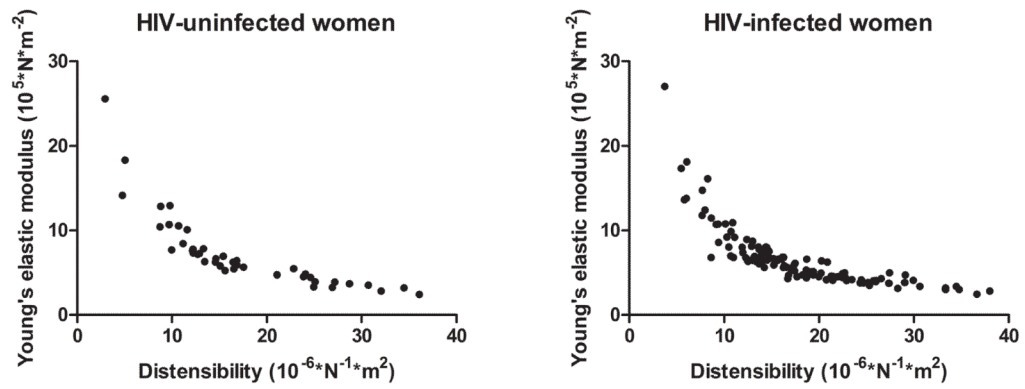 HIV-uninfected women
Young's elastic modulus (10⁵*N*m⁻²)
30
20
10
0
0 10 20 30 40
Distensibility (10⁻⁶*N⁻¹*m²)
HIV-infected women
Young's elastic modulus (10⁵*N*m⁻²)
30
20
10
0
0 10 20 30 40
Distensibility (10⁻⁶*N⁻¹*m²)